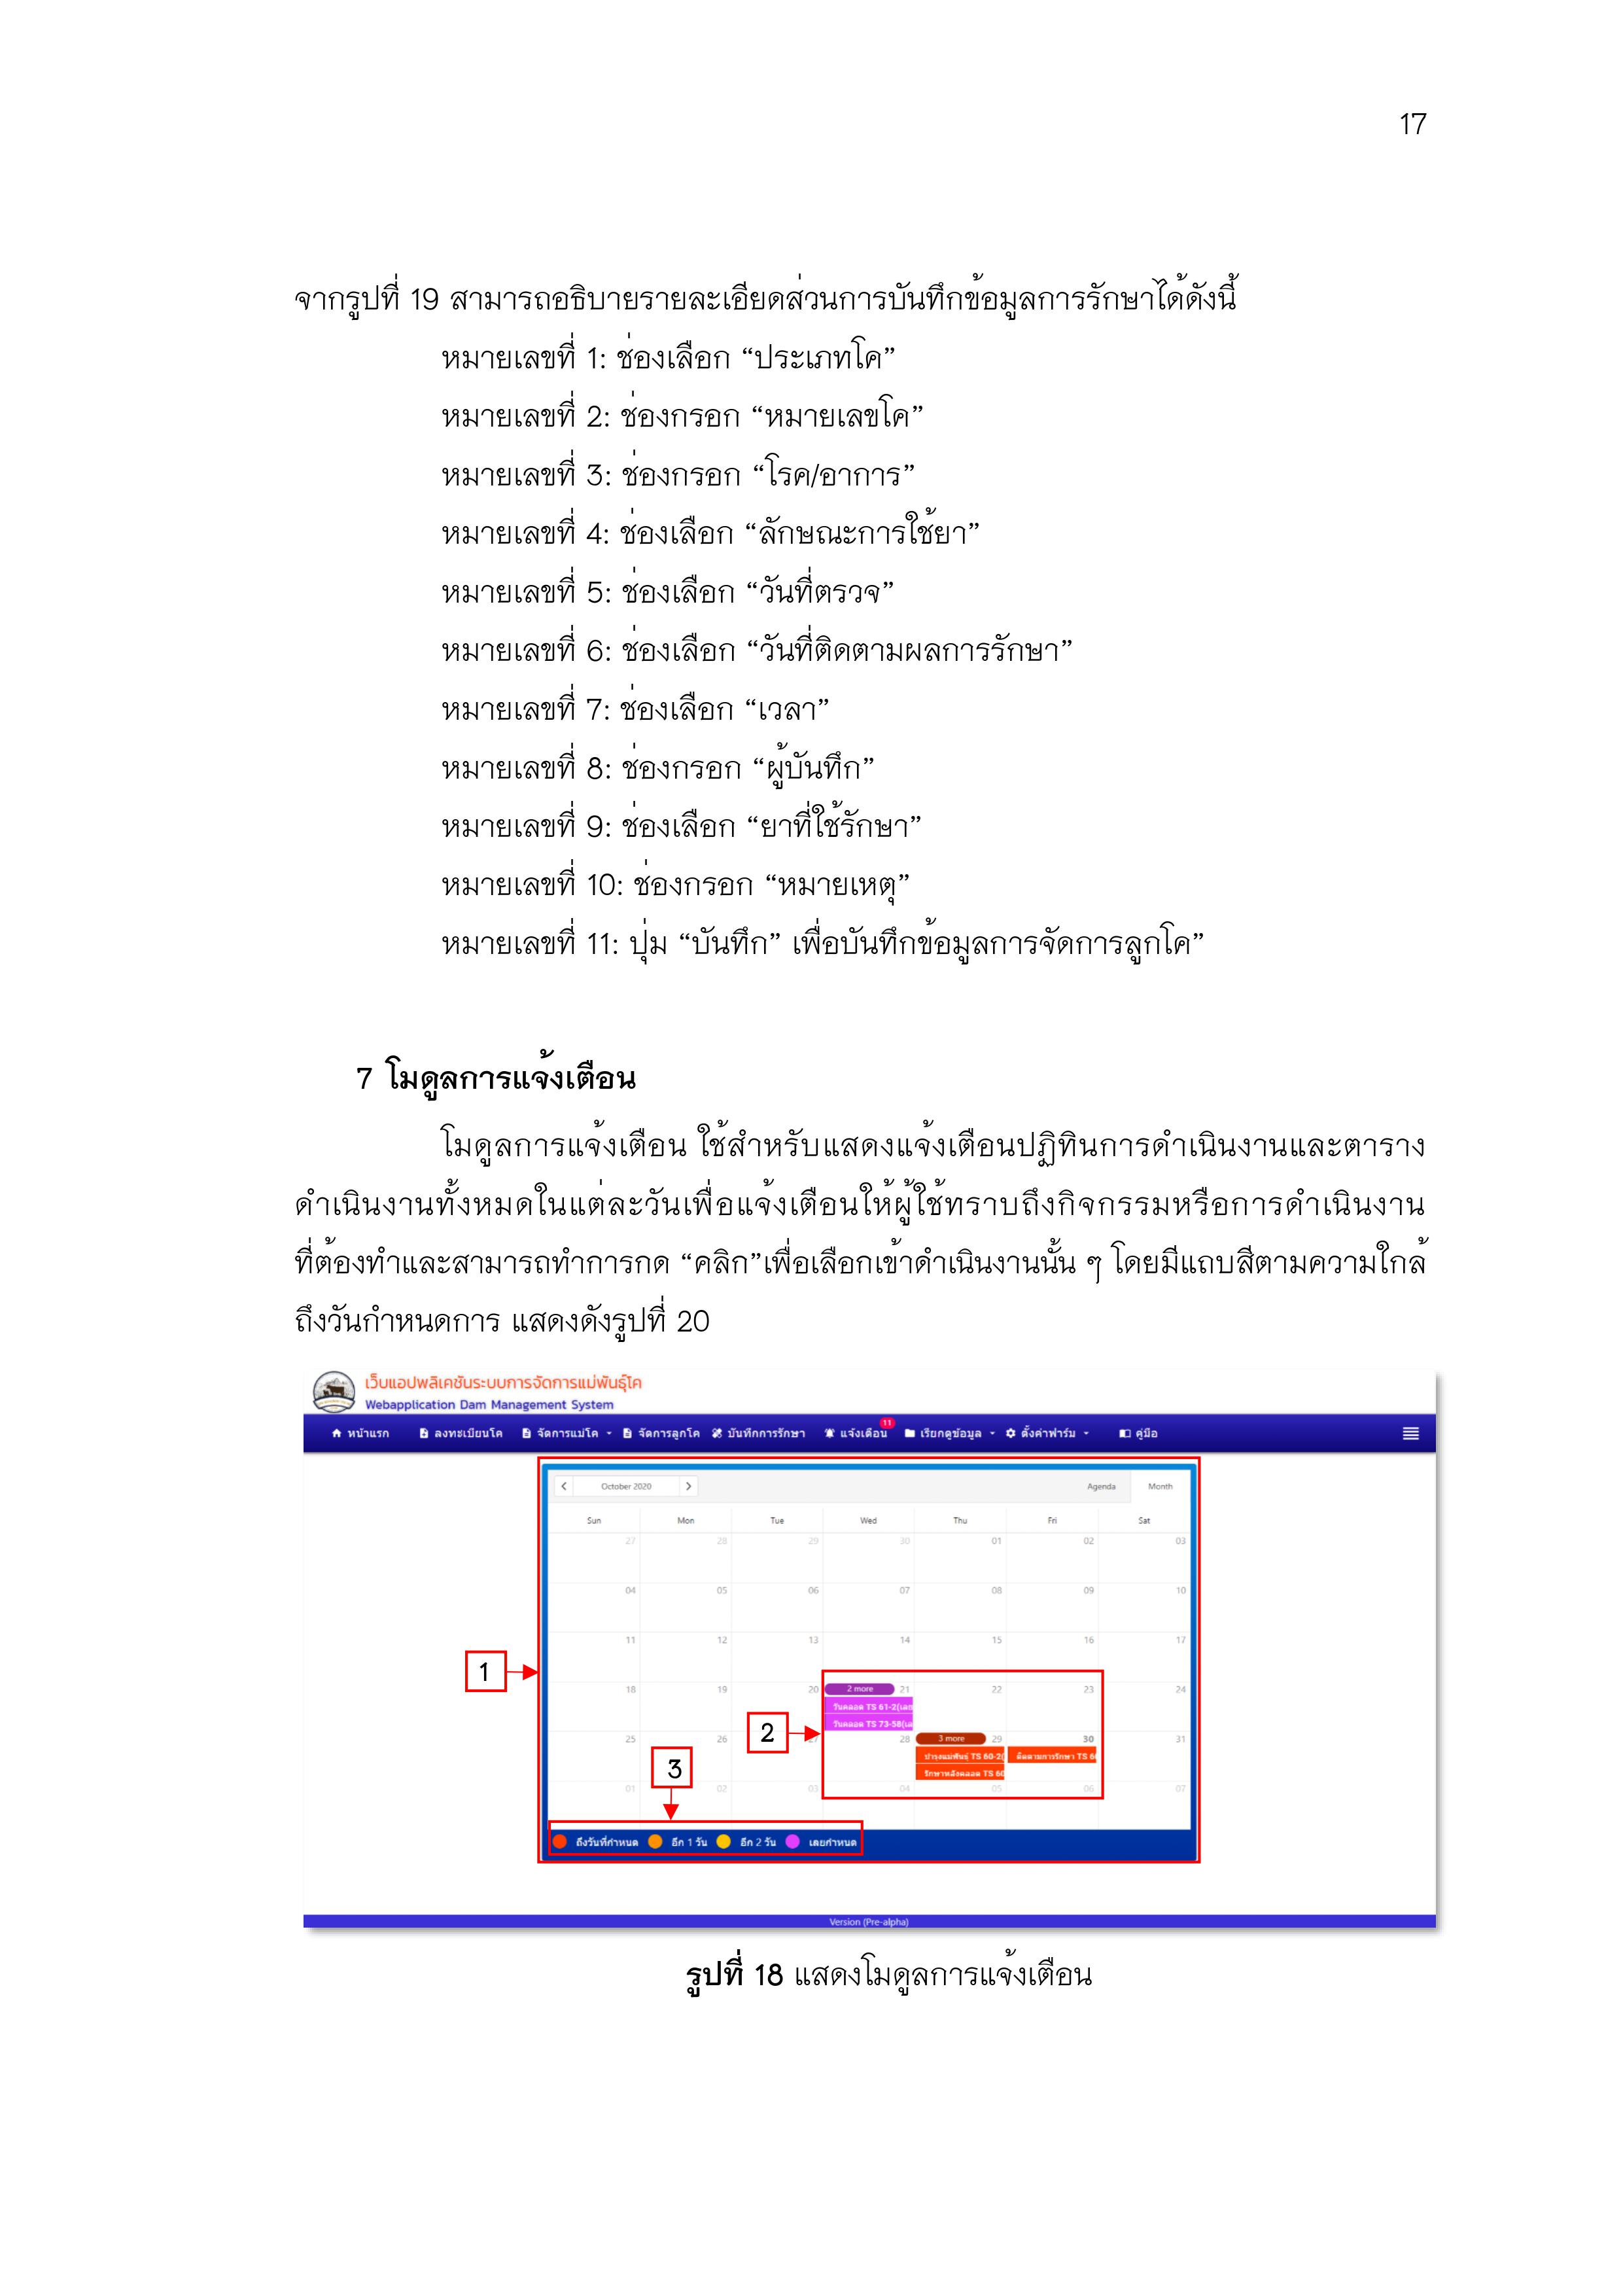 17
จากรูปที่ 19 สามารถอธิบายรายละเอียดส่วนการบันทึกข้อมูลการรักษาได้ดังนี้
หมายเลขที่ 1: ช่องเลือก “ประเภทโค”
หมายเลขที่ 2: ช่องกรอก “หมายเลขโค”
หมายเลขที่ 3: ช่องกรอก “โรค/อาการ”
หมายเลขที่ 4: ช่องเลือก “ลักษณะการใช้ยา”
หมายเลขที่ 5: ช่องเลือก “วันที่ตรวจ”
หมายเลขที่ 6: ช่องเลือก “วันที่ติดตามผลการรักษา”
หมายเลขที่ 7: ช่องเลือก “เวลา”
หมายเลขที่ 8: ช่องกรอก “ผู้บันทึก”
หมายเลขที่ 9: ช่องเลือก “ยาที่ใช้รักษา”
หมายเลขที่ 10: ช่องกรอก “หมายเหตุ”
หมายเลขที่ 11: ปุ่ม “บันทึก” เพื่อบันทึกข้อมูลการจัดการลูกโค”
7 โมดูลการแจ้งเตือน
โมดูลการแจ้งเตือน ใช้สำหรับแสดงแจ้งเตือนปฏิทินการดำเนินงานและตาราง
ดำเนินงานทั้งหมดในแต่ละวันเพื่อแจ้งเตือนให้ผู้ใช้ทราบถึงกิจกรรมหรือการดำเนินงาน
ที่ต้องทำและสามารถทำการกด “คลิก”เพื่อเลือกเข้าดำเนินงานนั้น ๆ โดยมีแถบสีตามความใกล้
ถึงวันกำหนดการ แสดงดังรูปที่ 20
เว็บแอปพลิเคชันระบบการจัดการแม่พันธุ์โค
Webapplication Dam Management System
หน้าแรก ลงทะเบียนโค จัดการแม่โค จัดการลูกโค บันทึกการรักษา แจ้งเตือน 11 เรียกดูข้อมูล ตั้งค่าฟาร์ม คู่มือ
October 2020 Agenda Month
Sun Mon Tue Wed Thu Fri Sat
27 28 29 30 01 02 03
04 05 06 07 08 09 10
11 12 13 14 15 16 17
1
18 19 20 2 more 21 22 23 24
วันคลอด TS 61-2(เลย
วันคลอด TS 73-58(เล
2
25 26 27 28 3 more 29 30 31
บำรุงแม่พันธุ์ TS 60-2( ติดตามการรักษา TS 6
รักษาหลังคลอด TS 60
3
01 02 03 04 05 06 07
ถึงวันที่กำหนด อีก 1 วัน อีก 2 วัน เลยกำหนด
Version (Pre-alpha)
รูปที่ 18 แสดงโมดูลการแจ้งเตือน